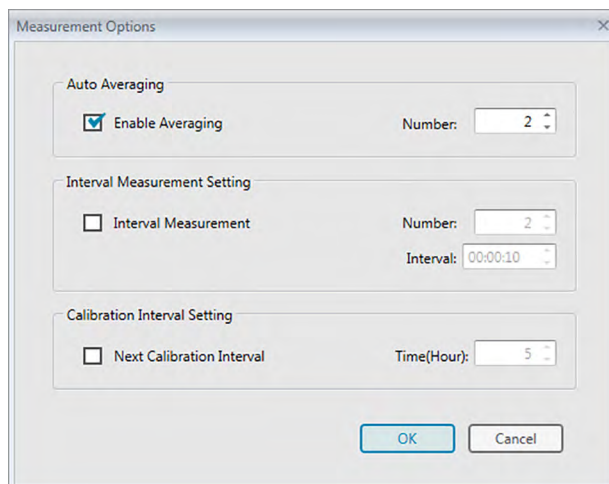 Measurement Options
Auto Averaging
Enable Averaging Number: 2
Interval Measurement Setting
Interval Measurement Number: 2
Interval: 00:00:10
Calibration Interval Setting
Next Calibration Interval Time(Hour): 5
OK Cancel